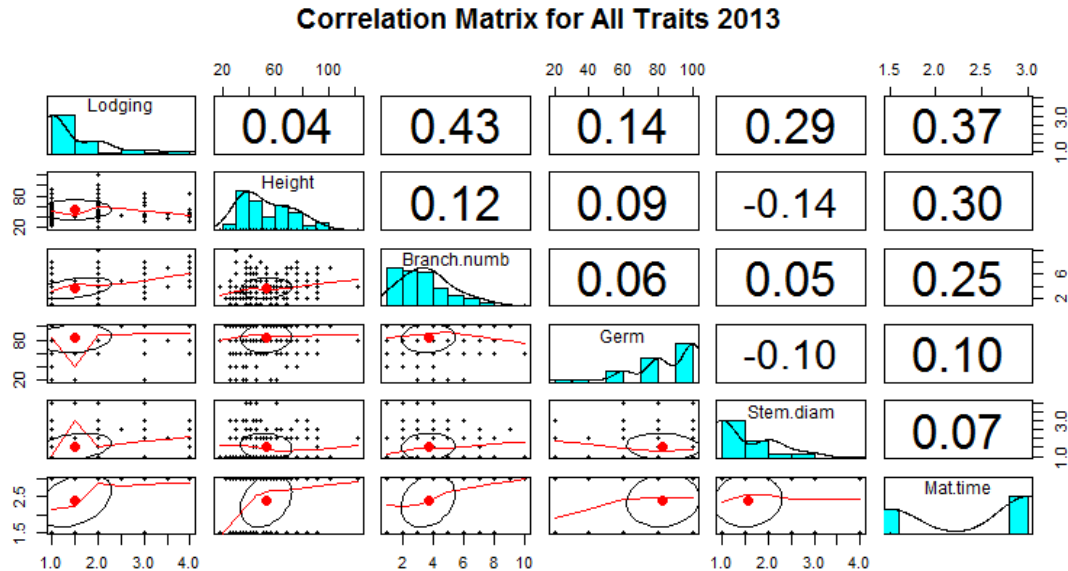 Correlation Matrix for All Traits 2013
20 60 100
20 40 60 80 100
1.5 2.0 2.5 3.0
Lodging
0.04
0.43
0.14
0.29
0.37
1.0 3.0
20 80
Height
0.12
0.09
-0.14
0.30
Branch.numb
0.06
0.05
0.25
2 6
20 80
Germ
-0.10
0.10
Stem.diam
0.07
1.0 3.0
1.5 2.5
Mat.time
1.0 2.0 3.0 4.0
2 4 6 8 10
1.0 2.0 3.0 4.0